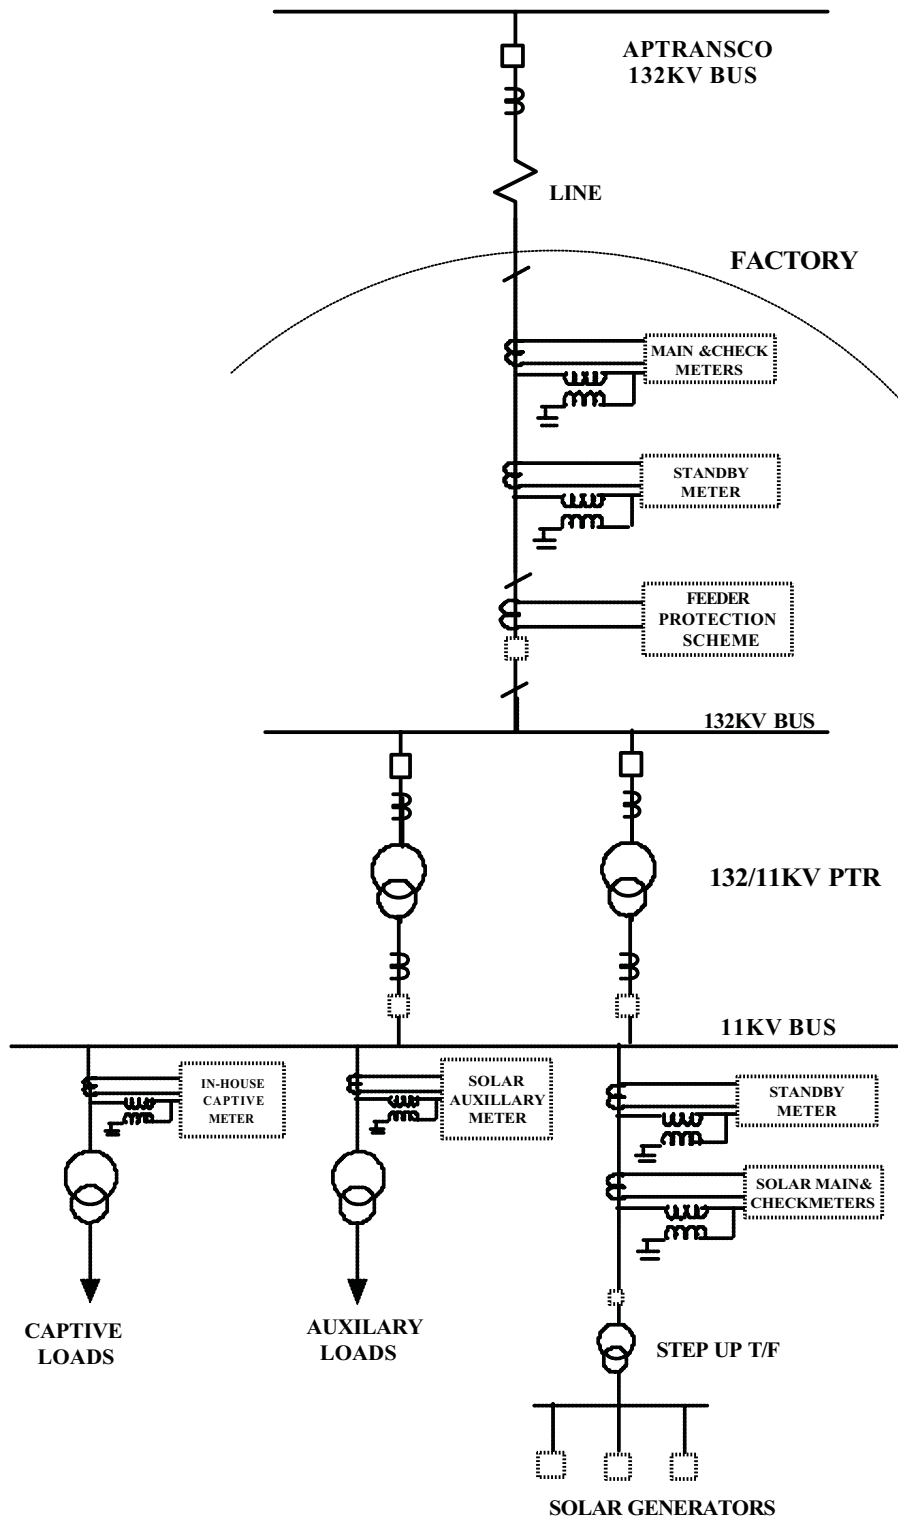 APTRANSCO
132KV BUS
LINE
FACTORY
MAIN &CHECK
METERS
STANDBY
METER
FEEDER
PROTECTION
SCHEME
132KV BUS
132/11KV PTR
11KV BUS
IN-HOUSE
CAPTIVE
METER
SOLAR
AUXILLARY
METER
STANDBY
METER
SOLAR MAIN&
CHECKMETERS
CAPTIVE
LOADS
AUXILARY
LOADS
STEP UP T/F
SOLAR GENERATORS